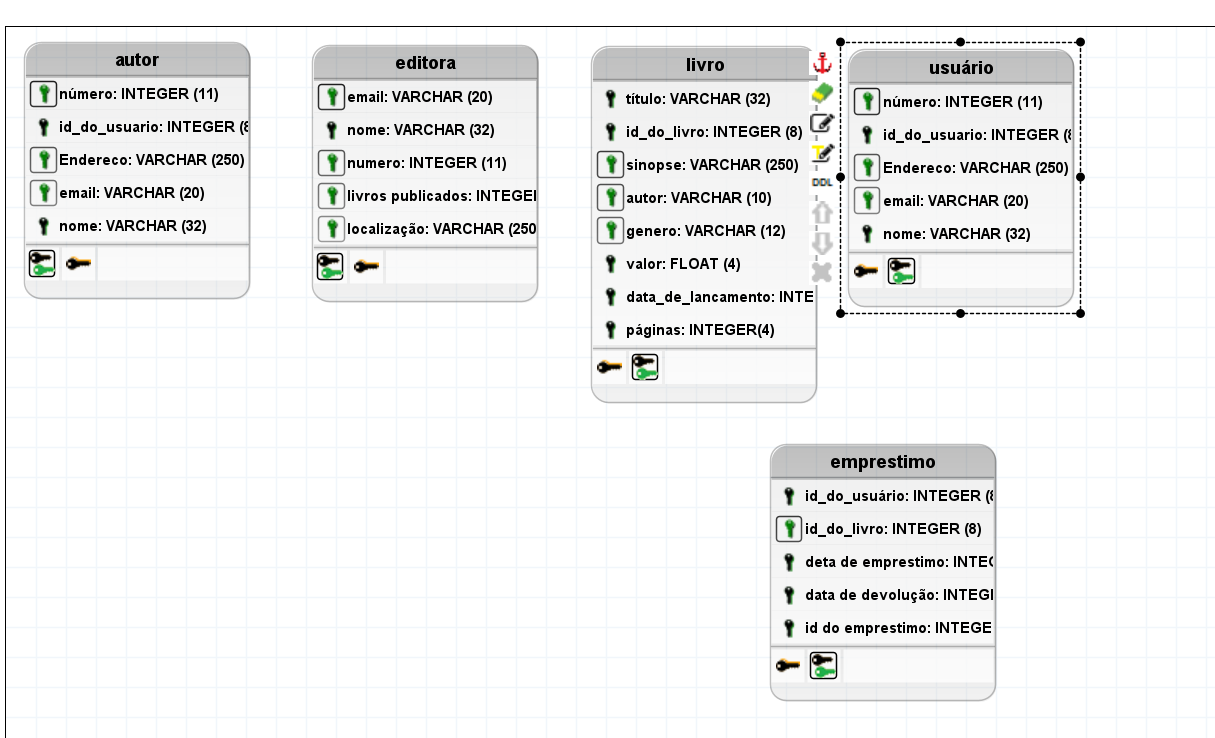 autor
número: INTEGER (11)
id_do_usuario: INTEGER (8
Endereco: VARCHAR (250)
email: VARCHAR (20)
nome: VARCHAR (32)
editora
email: VARCHAR (20)
nome: VARCHAR (32)
numero: INTEGER (11)
livros publicados: INTEGE
localização: VARCHAR (250
livro
título: VARCHAR (32)
id_do_livro: INTEGER (8)
sinopse: VARCHAR (250)
autor: VARCHAR (10)
genero: VARCHAR (12)
valor: FLOAT (4)
data_de_lancamento: INTE
páginas: INTEGER(4)
DDL
usuário
número: INTEGER (11)
id_do_usuario: INTEGER (8
Endereco: VARCHAR (250)
email: VARCHAR (20)
nome: VARCHAR (32)
emprestimo
id_do_usuário: INTEGER (8
id_do_livro: INTEGER (8)
deta de emprestimo: INTEG
data de devolução: INTEG
id do emprestimo: INTEGE